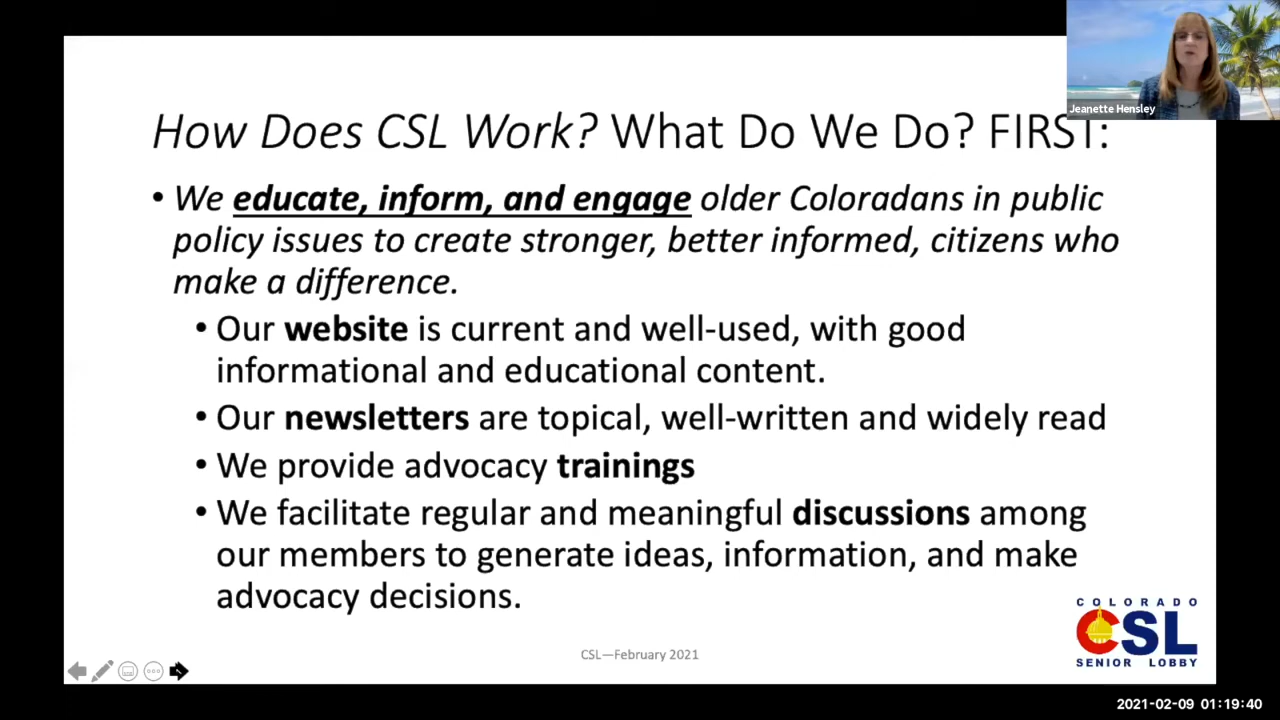 Jeanette Hensley
How Does CSL Work? What Do We Do? FIRST:
• We educate, inform, and engage older Coloradans in public
policy issues to create stronger, better informed, citizens who
make a difference.
• Our website is current and well-used, with good
informational and educational content.
• Our newsletters are topical, well-written and widely read
• We provide advocacy trainings
• We facilitate regular and meaningful discussions among
our members to generate ideas, information, and make
advocacy decisions.
COLORADO
CSL
SENIOR LOBBY
CSL—February 2021
2021-02-09 01:19:40